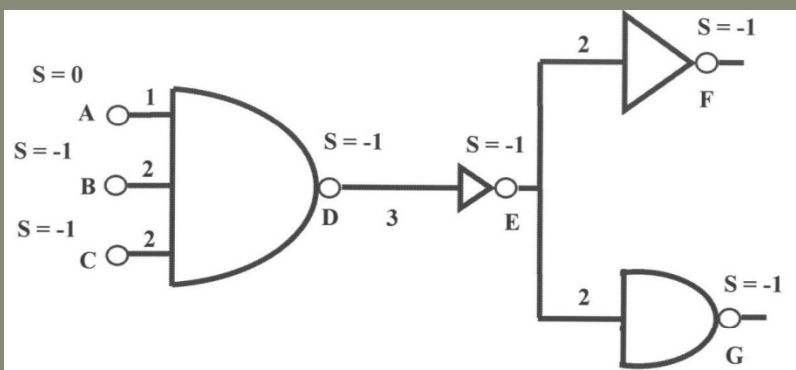 S = 0
A
1
S = -1
B
2
S = -1
C
2
S = -1
D
3
S = -1
E
2
S = -1
F
2
S = -1
G